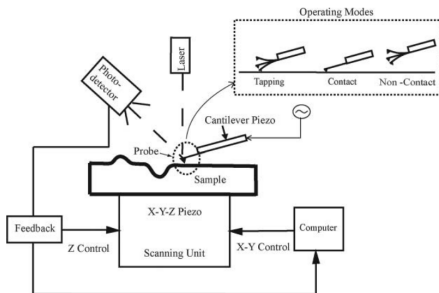 Operating Modes
Laser
Photo-
detector
Tapping
Contact
Non -Contact
Cantilever Piezo
Probe
Sample
X-Y-Z Piezo
Scanning Unit
Feedback
Z Control
X-Y Control
Computer